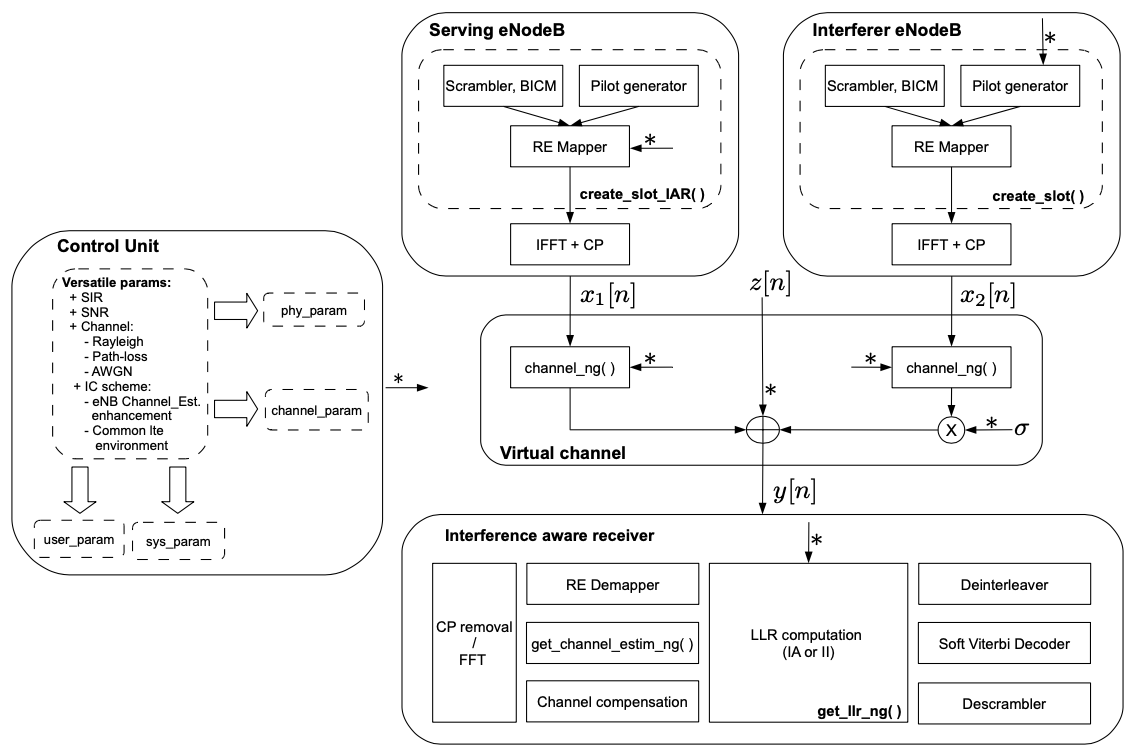 Serving eNodeB
Scrambler, BICM
Pilot generator
RE Mapper
*
create_slot_IAR( )
IFFT + CP
Interferer eNodeB
*
Scrambler, BICM
Pilot generator
RE Mapper
create_slot( )
IFFT + CP
Control Unit
Versatile params:
+ SIR
+ SNR
+ Channel:
- Rayleigh
- Path-loss
- AWGN
+ IC scheme:
- eNB Channel_Est.
enhancement
- Common lte
environment
phy_param
channel_param
user_param
sys_param
*
x₁[n]
z[n]
x₂[n]
channel_ng( )
*
*
channel_ng( )
*
X
* σ
Virtual channel
y[n]
Interference aware receiver
*
CP removal
/
FFT
RE Demapper
get_channel_estim_ng( )
Channel compensation
LLR computation
(IA or II)
get_llr_ng( )
Deinterleaver
Soft Viterbi Decoder
Descrambler